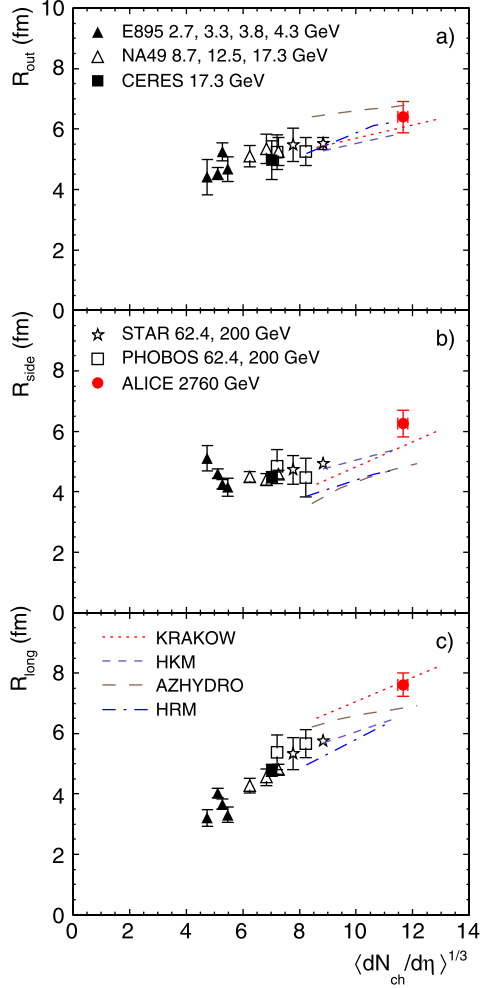 10
8
6
4
2
0
R_out (fm)
E895 2.7, 3.3, 3.8, 4.3 GeV
NA49 8.7, 12.5, 17.3 GeV
CERES 17.3 GeV
a)
8
6
4
2
0
R_side (fm)
STAR 62.4, 200 GeV
PHOBOS 62.4, 200 GeV
ALICE 2760 GeV
b)
8
6
4
2
0
R_long (fm)
KRAKOW
HKM
AZHYDRO
HRM
c)
0 2 4 6 8 10 12 14
⟨dN_ch/dη⟩^1/3